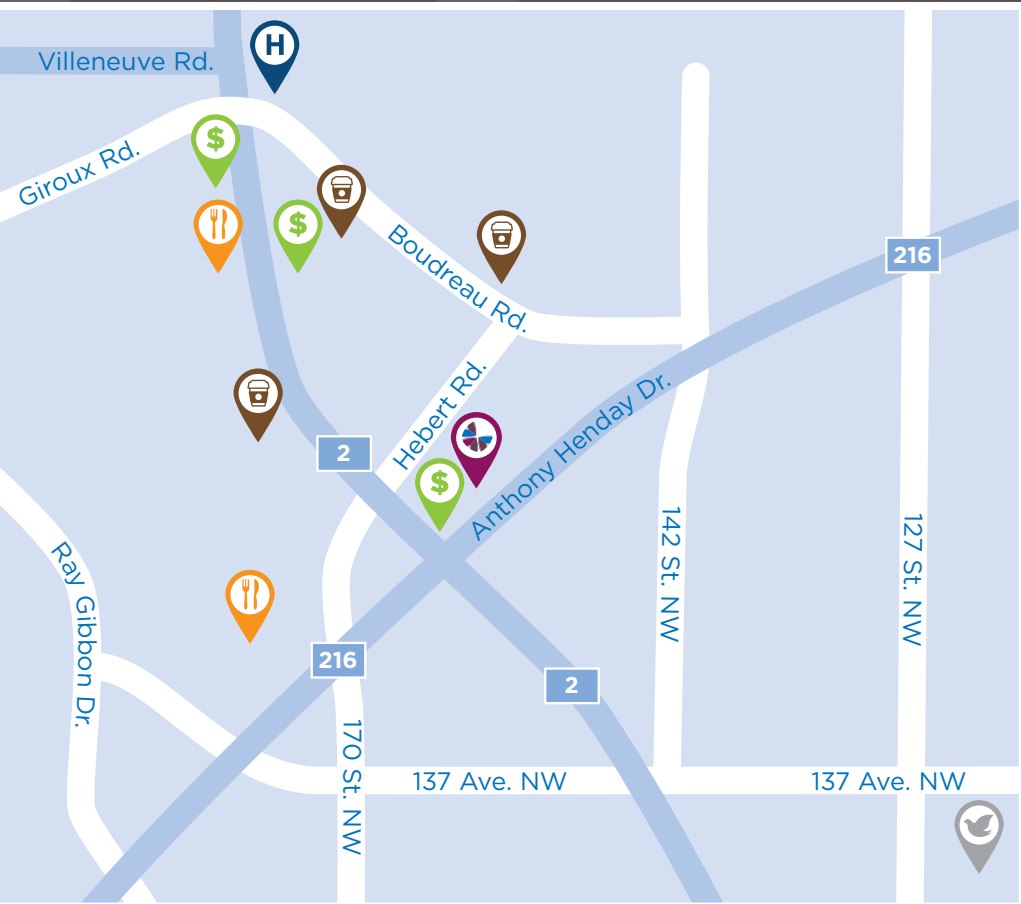 H
Villeneuve Rd.
$
Giroux Rd.
$
Boudreau Rd.
216
Hebert Rd.
Anthony Henday Dr.
2
$
142 St. NW
127 St. NW
Ray Gibbon Dr.
216
2
170 St. NW
137 Ave. NW
137 Ave. NW